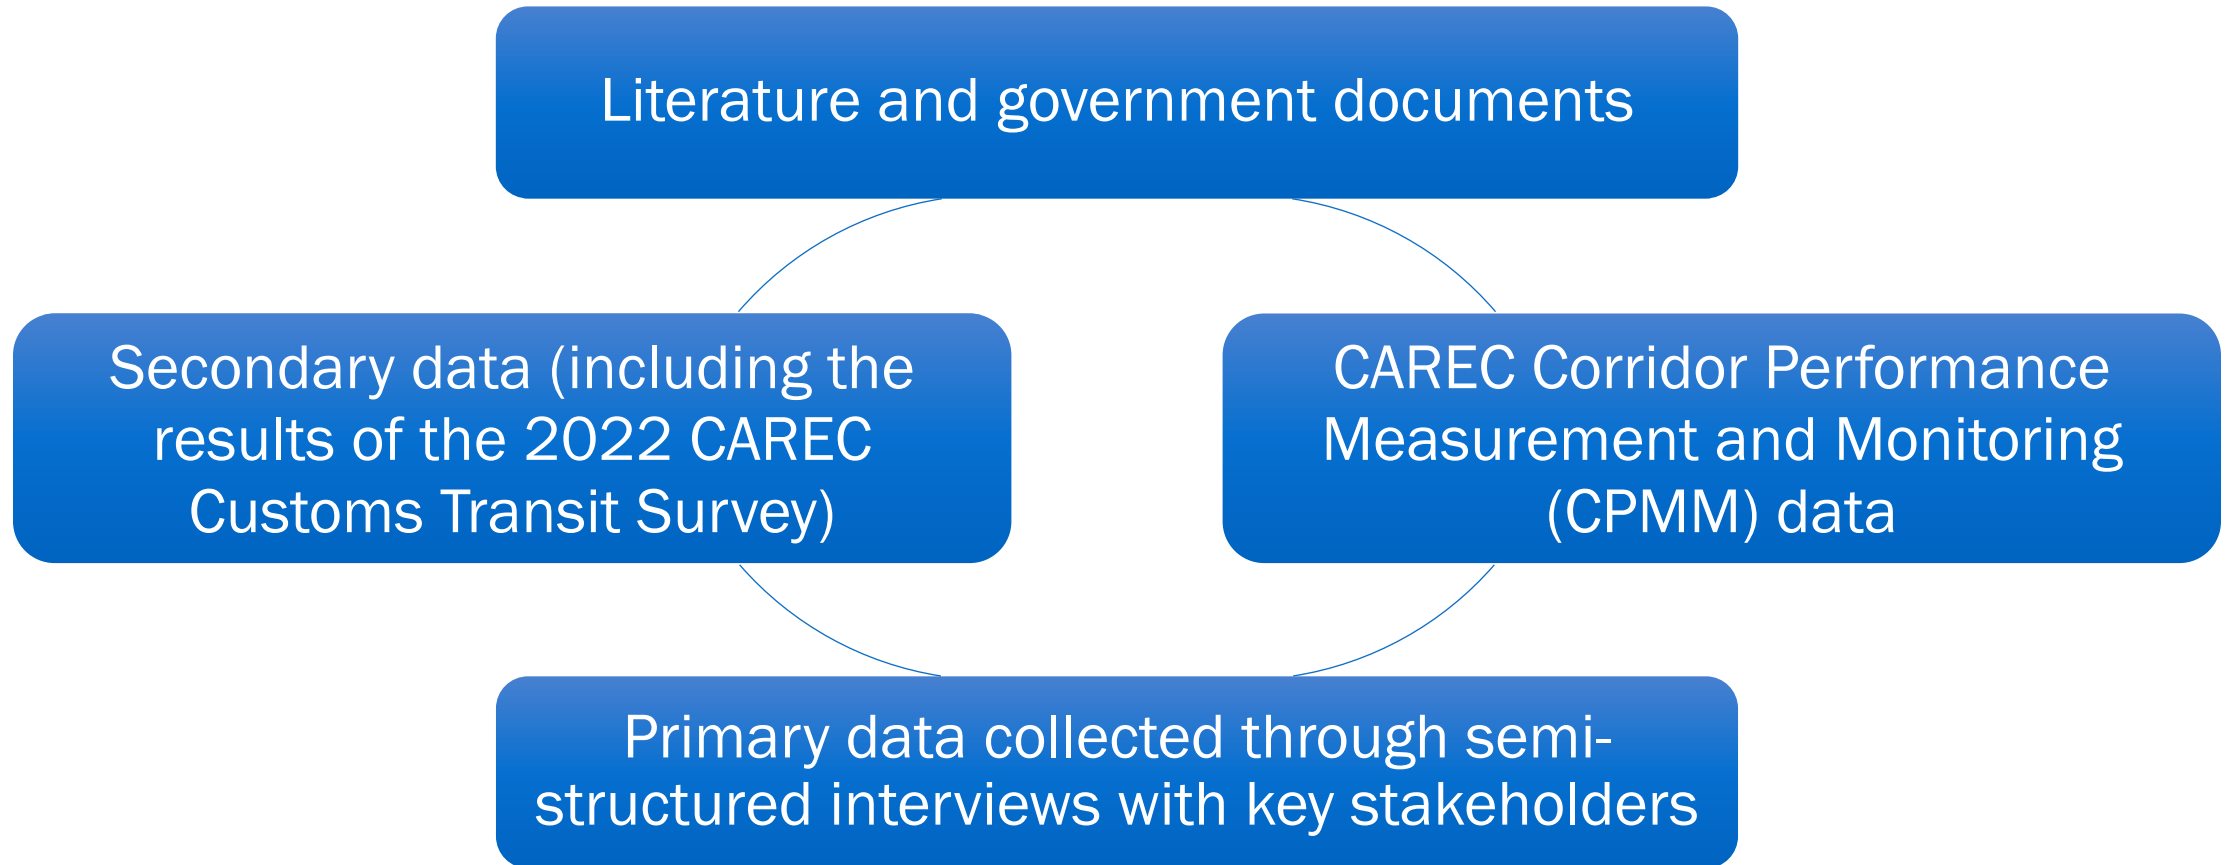 Literature and government documents
Secondary data (including the
results of the 2022 CAREC
Customs Transit Survey)
CAREC Corridor Performance
Measurement and Monitoring
(CPMM) data
Primary data collected through semi-
structured interviews with key stakeholders